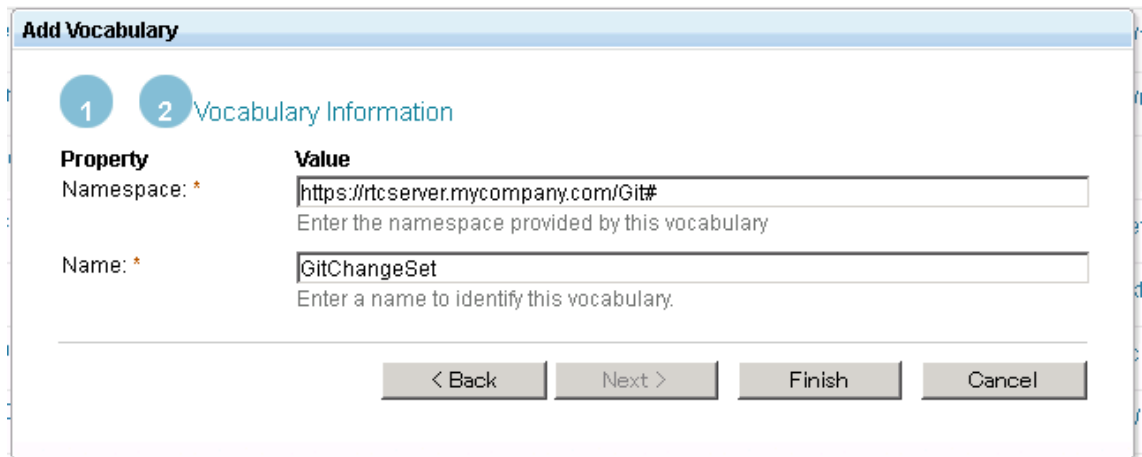 Add Vocabulary
1 2 Vocabulary Information
Property Value
Namespace: * https://rtcserver.mycompany.com/Git#
Enter the namespace provided by this vocabulary
Name: * GitChangeSet
Enter a name to identify this vocabulary.
< Back Next > Finish Cancel